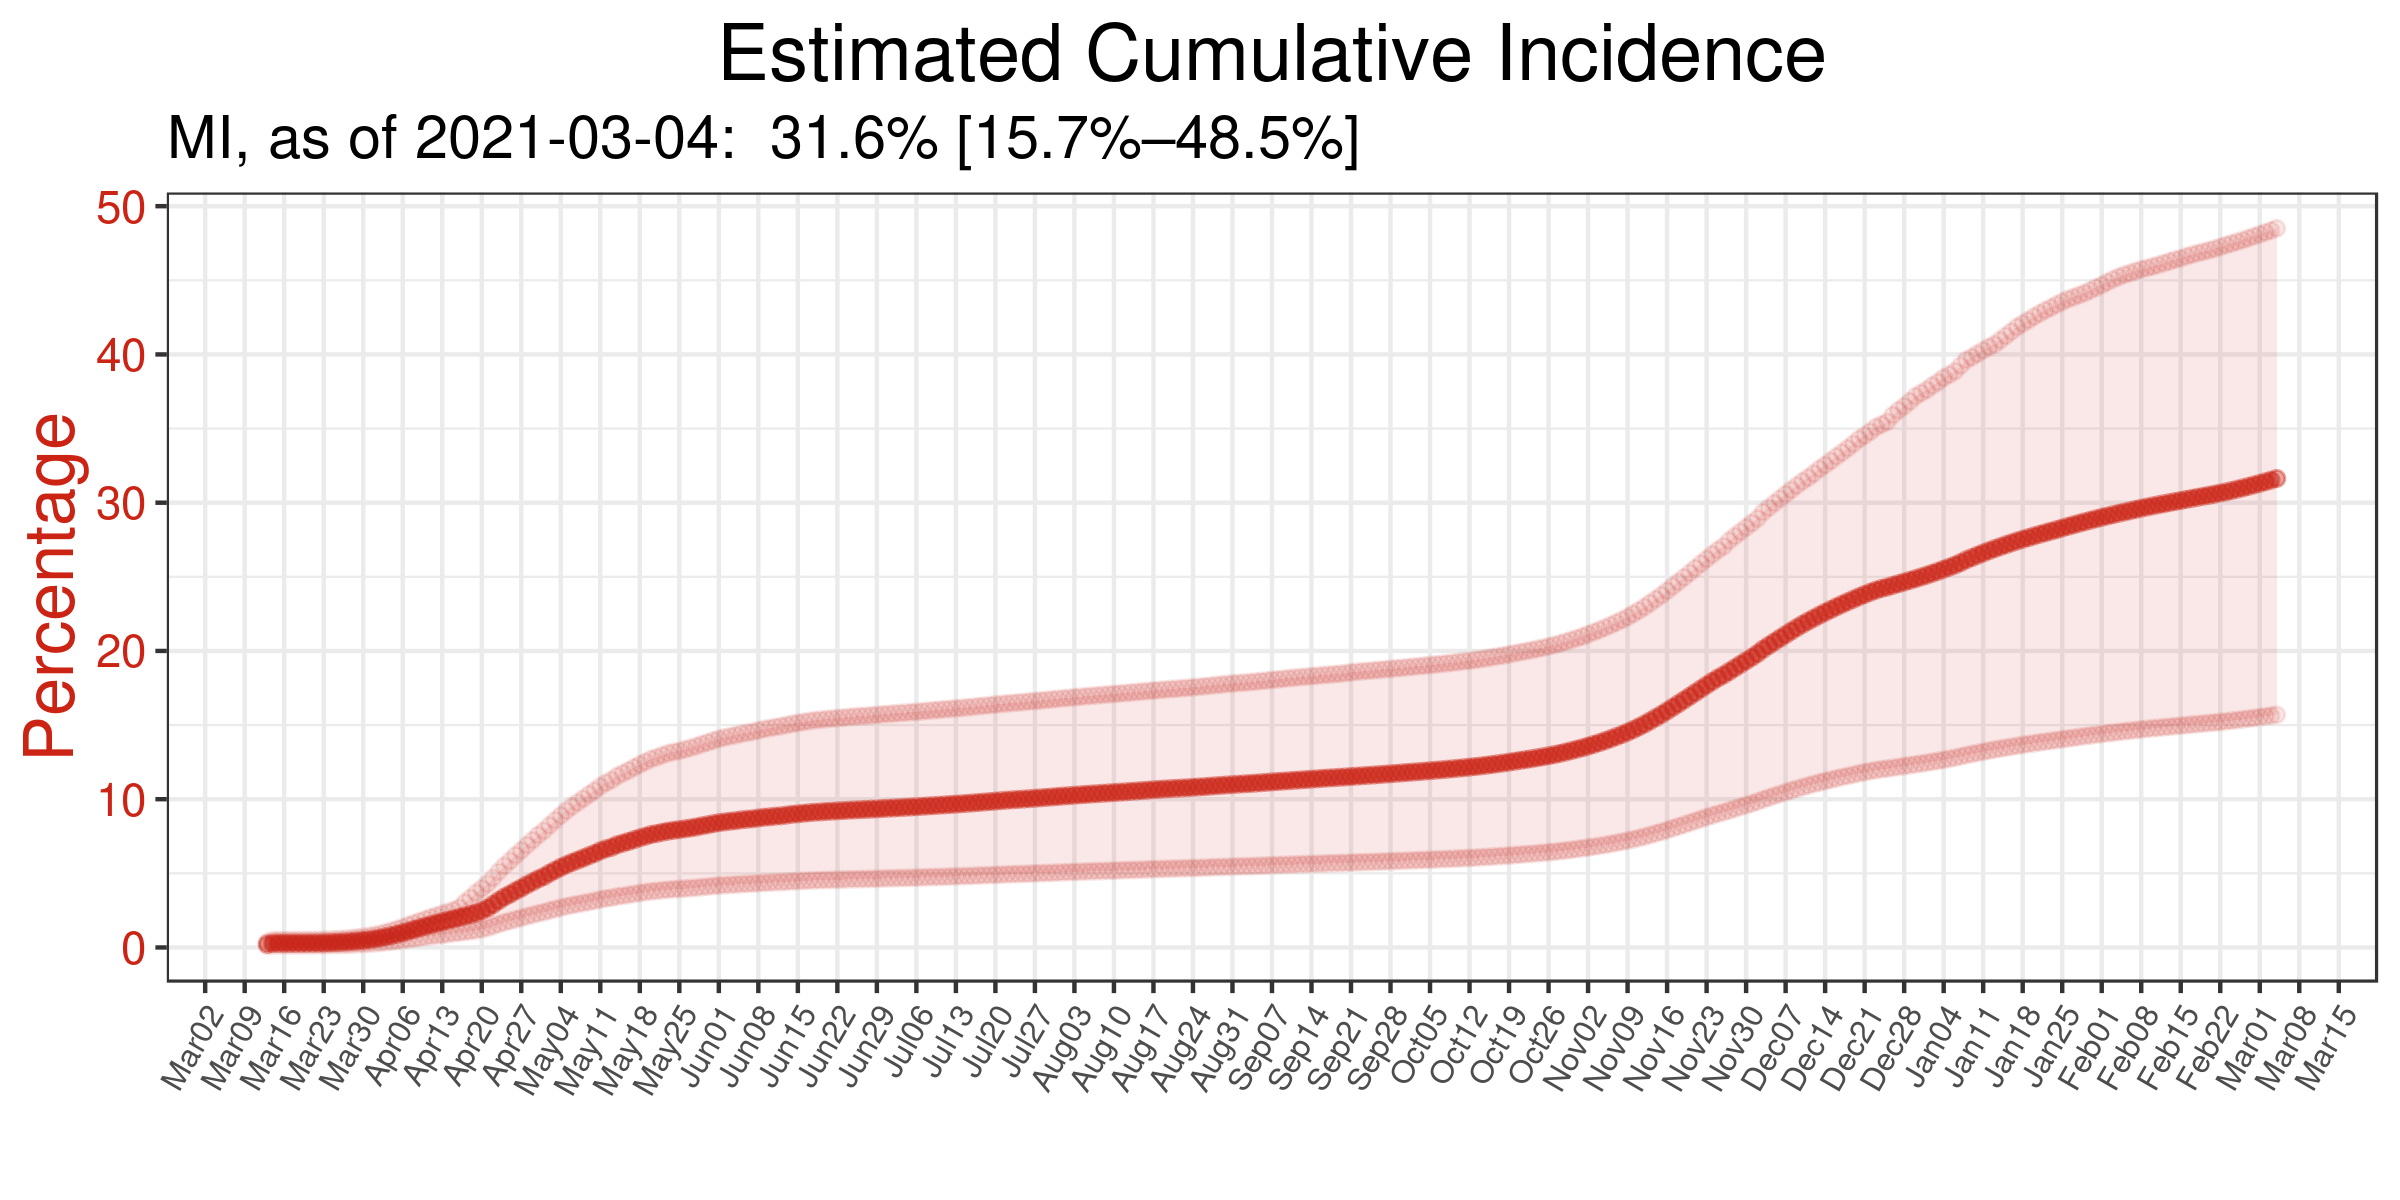 Estimated Cumulative Incidence
MI, as of 2021-03-04:  31.6% [15.7%–48.5%]
Percentage
50
40
30
20
10
0
Mar02
Mar09
Mar16
Mar23
Mar30
Apr06
Apr13
Apr20
Apr27
May04
May11
May18
May25
Jun01
Jun08
Jun15
Jun22
Jun29
Jul06
Jul13
Jul20
Jul27
Aug03
Aug10
Aug17
Aug24
Aug31
Sep07
Sep14
Sep21
Sep28
Oct05
Oct12
Oct19
Oct26
Nov02
Nov09
Nov16
Nov23
Nov30
Dec07
Dec14
Dec21
Dec28
Jan04
Jan11
Jan18
Jan25
Feb01
Feb08
Feb15
Feb22
Mar01
Mar08
Mar15